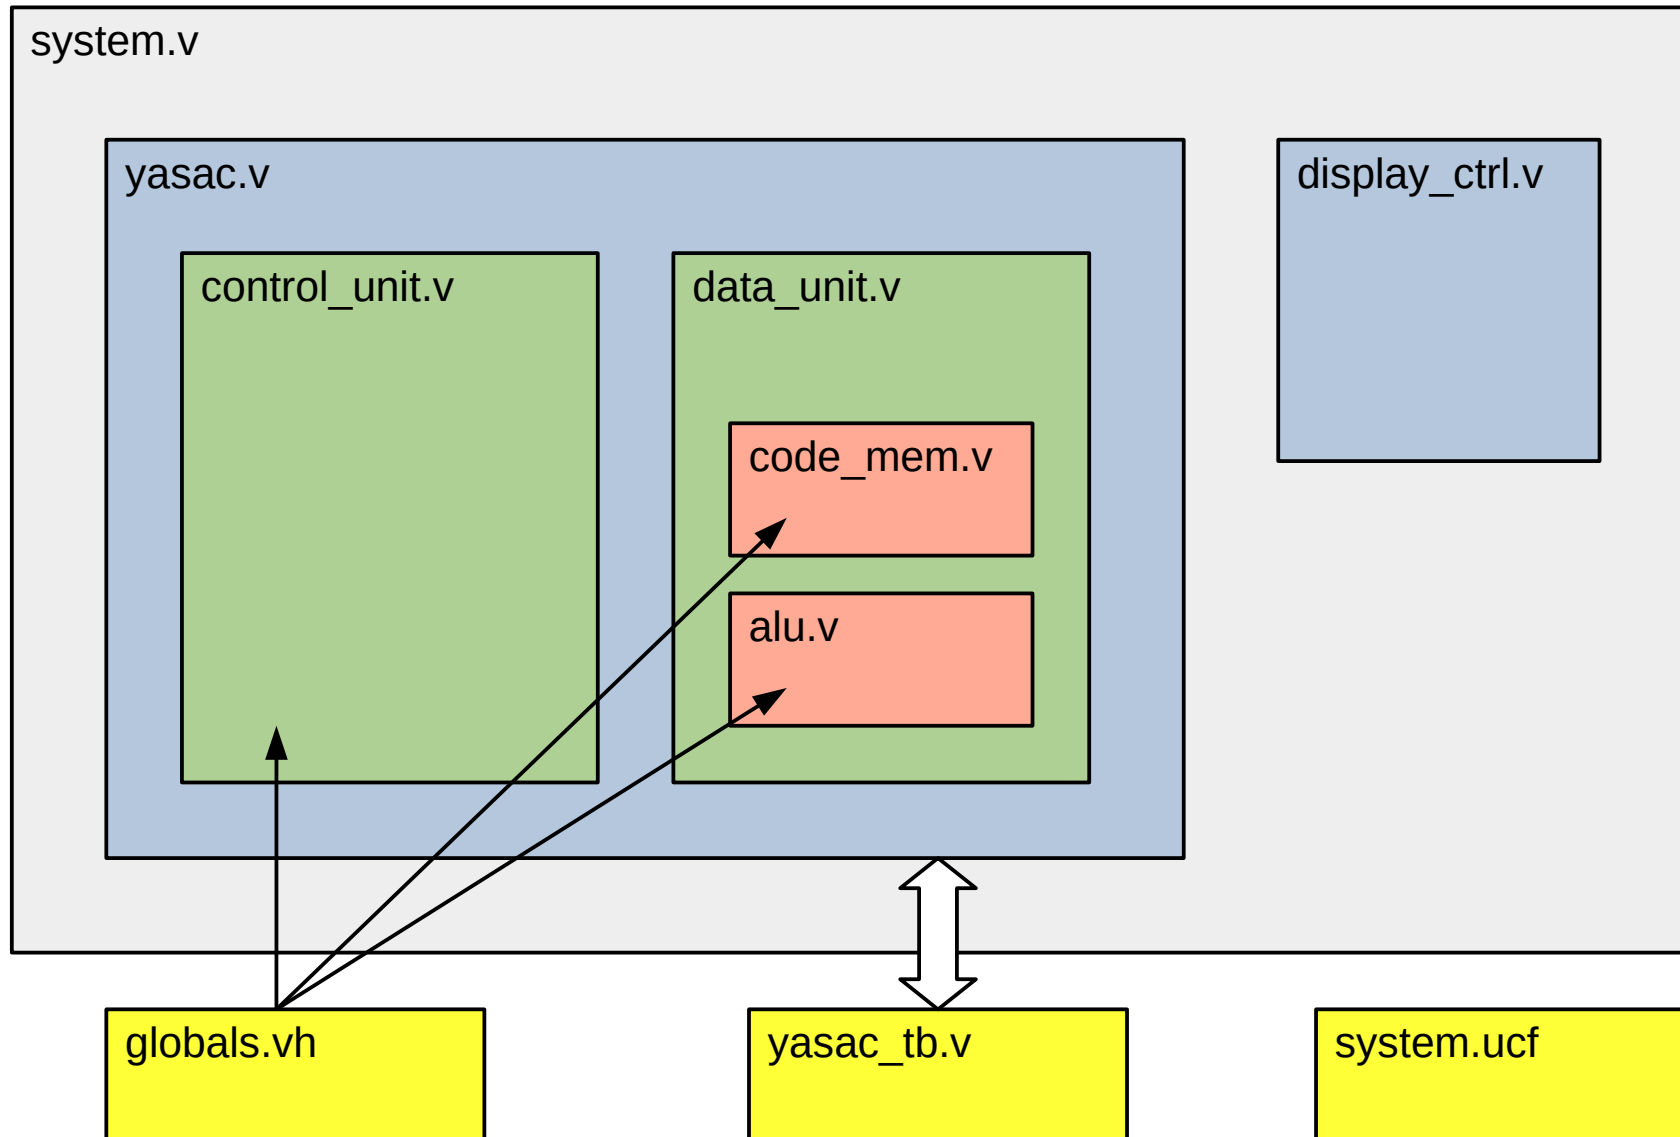 system.v
yasac.v
display_ctrl.v
control_unit.v
data_unit.v
code_mem.v
alu.v
globals.vh
yasac_tb.v
system.ucf